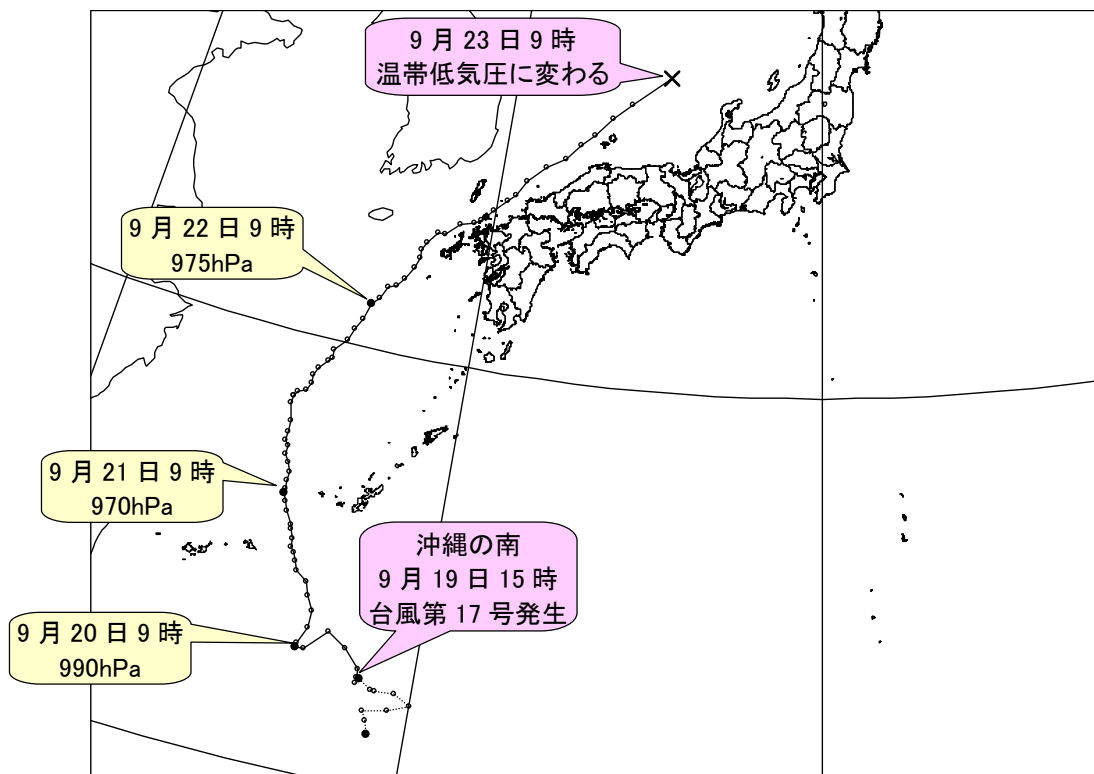 9 月 23 日 9 時
温帯低気圧に変わる
9 月 22 日 9 時
975hPa
9 月 21 日 9 時
970hPa
沖縄の南
9 月 19 日 15 時
台風第 17 号発生
9 月 20 日 9 時
990hPa